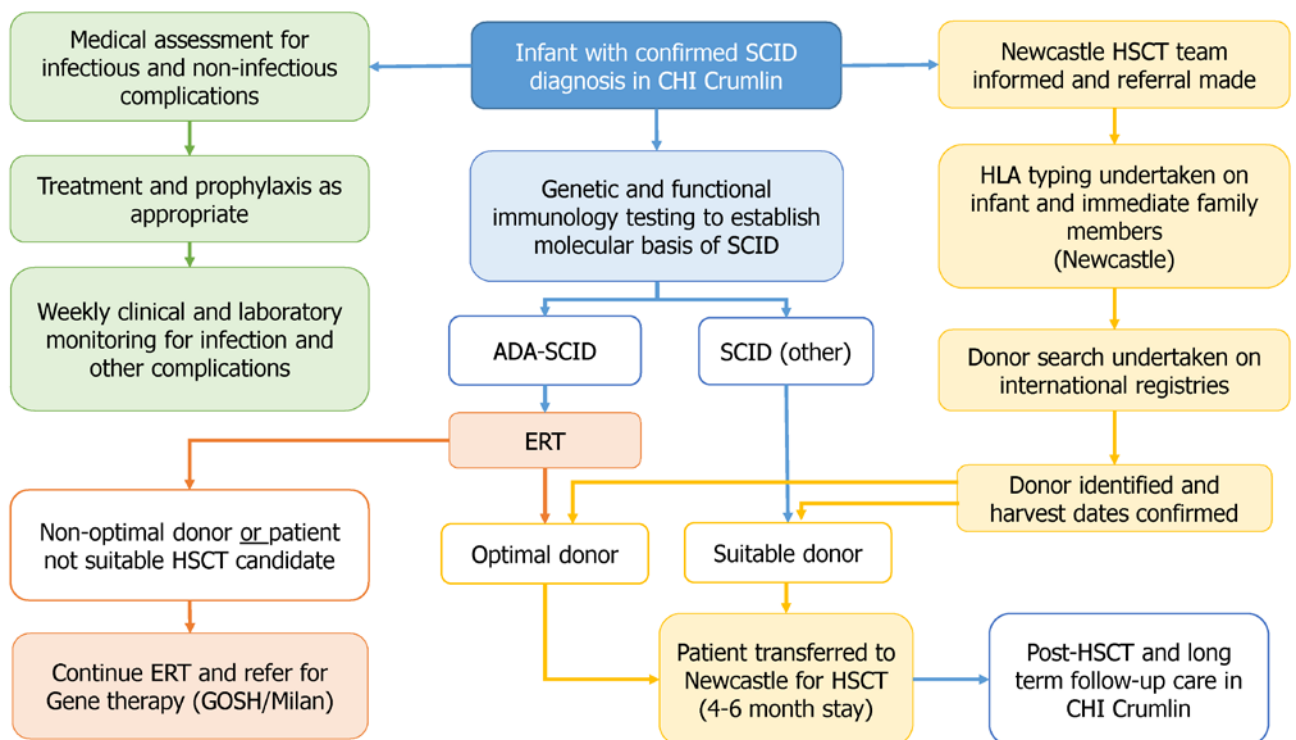 Medical assessment for
infectious and non-infectious
complications
Infant with confirmed SCID
diagnosis in CHI Crumlin
Newcastle HSCT team
informed and referral made
Treatment and prophylaxis as
appropriate
Genetic and functional
immunology testing to establish
molecular basis of SCID
HLA typing undertaken on
infant and immediate family
members
(Newcastle)
Weekly clinical and laboratory
monitoring for infection and
other complications
ADA-SCID
SCID (other)
Donor search undertaken on
international registries
ERT
Donor identified and
harvest dates confirmed
Non-optimal donor or patient
not suitable HSCT candidate
Optimal donor
Suitable donor
Continue ERT and refer for
Gene therapy (GOSH/Milan)
Patient transferred to
Newcastle for HSCT
(4-6 month stay)
Post-HSCT and long
term follow-up care in
CHI Crumlin